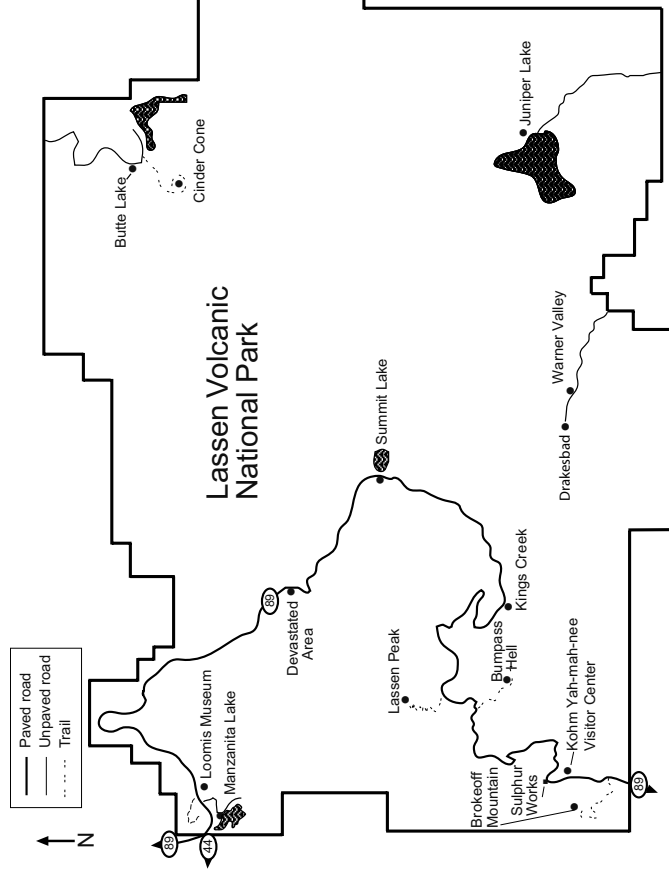 Paved road
Unpaved road
Trail
N
89
44
Loomis Museum
Manzanita Lake
89
Devastated
Area
Lassen Volcanic
National Park
Butte Lake
Cinder Cone
Summit Lake
Lassen Peak
Bumpass
Hell
Kings Creek
Brokeoff
Mountain
Sulphur
Works
Kohm Yah-mah-nee
Visitor Center
89
Drakesbad
Warner Valley
Juniper Lake